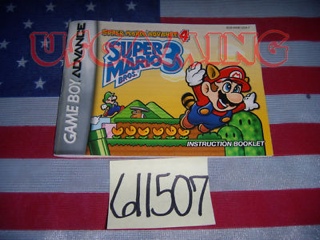 UPCOMING
SUPER MARIO ADVANCE 4
SUPER
MARIO 3
BROS.
GAME BOY ADVANCE
INSTRUCTION BOOKLET
611507